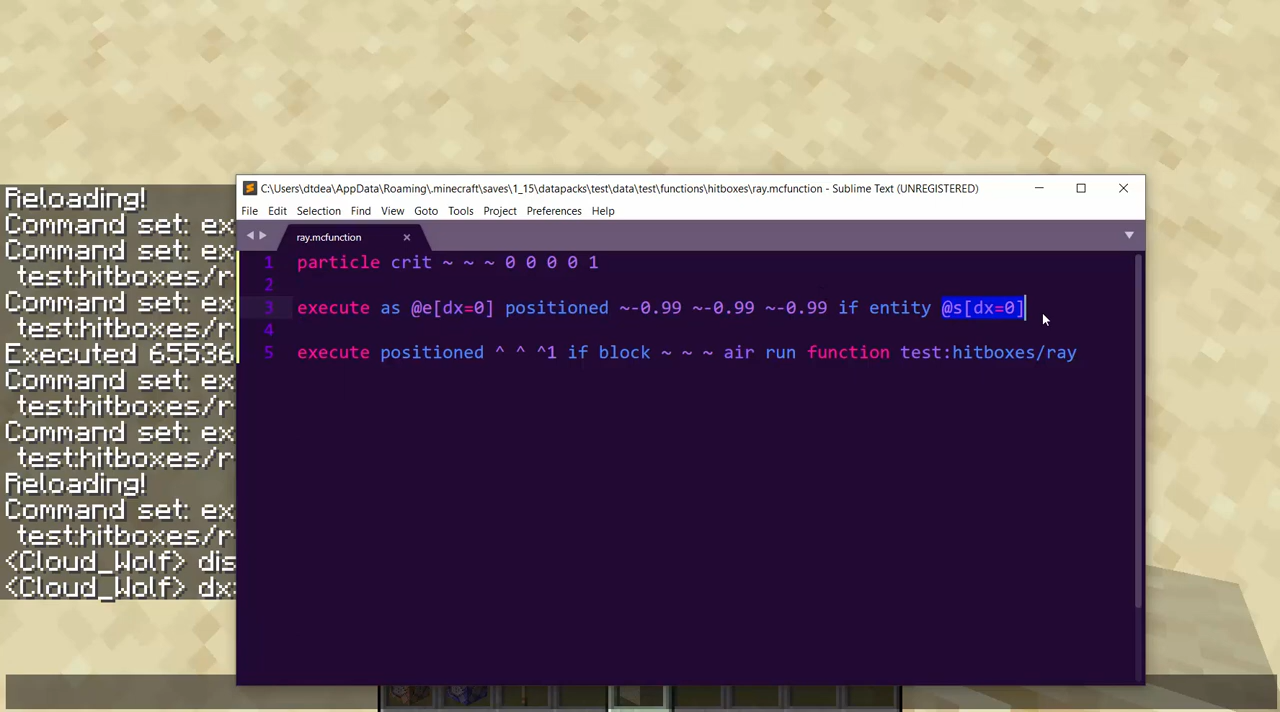 Reloading!
Command set: ex
Command set: ex
test:hitboxes/r
Command set: ex
test:hitboxes/r
Executed 65536
Command set: ex
test:hitboxes/r
Command set: ex
test:hitboxes/r
Reloading!
Command set: ex
test:hitboxes/r
<Cloud_Wolf> dis
<Cloud_Wolf> dx=
C:\Users\dtdea\AppData\Roaming\.minecraft\saves\1_15\datapacks\test\data\test\functions\hitboxes\ray.mcfunction - Sublime Text (UNREGISTERED)
File Edit Selection Find View Goto Tools Project Preferences Help
ray.mcfunction
1 particle crit ~ ~ ~ 0 0 0 0 1
2
3 execute as @e[dx=0] positioned ~-0.99 ~-0.99 ~-0.99 if entity @s[dx=0]
4
5 execute positioned ^ ^ ^1 if block ~ ~ ~ air run function test:hitboxes/ray